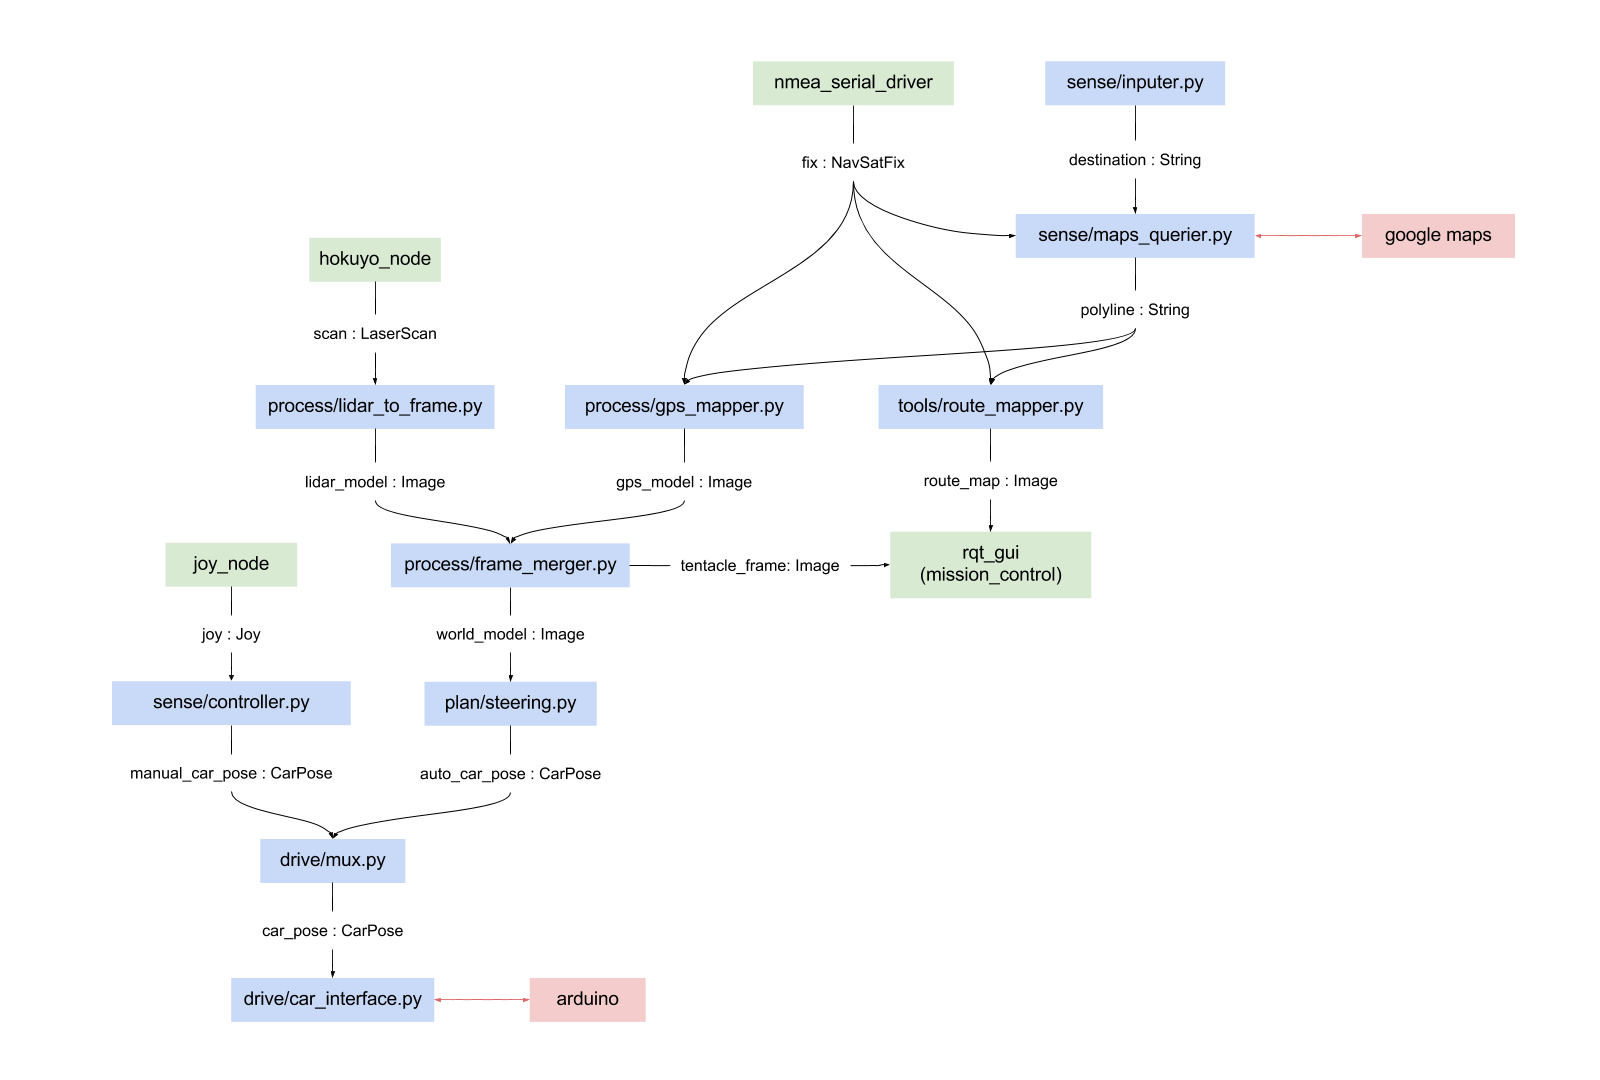 nmea_serial_driver
sense/inputer.py
fix : NavSatFix
destination : String
sense/maps_querier.py
google maps
hokuyo_node
polyline : String
scan : LaserScan
process/lidar_to_frame.py
process/gps_mapper.py
tools/route_mapper.py
lidar_model : Image
gps_model : Image
route_map : Image
joy_node
process/frame_merger.py
tentacle_frame: Image
rqt_gui
(mission_control)
joy : Joy
world_model : Image
sense/controller.py
plan/steering.py
manual_car_pose : CarPose
auto_car_pose : CarPose
drive/mux.py
car_pose : CarPose
drive/car_interface.py
arduino